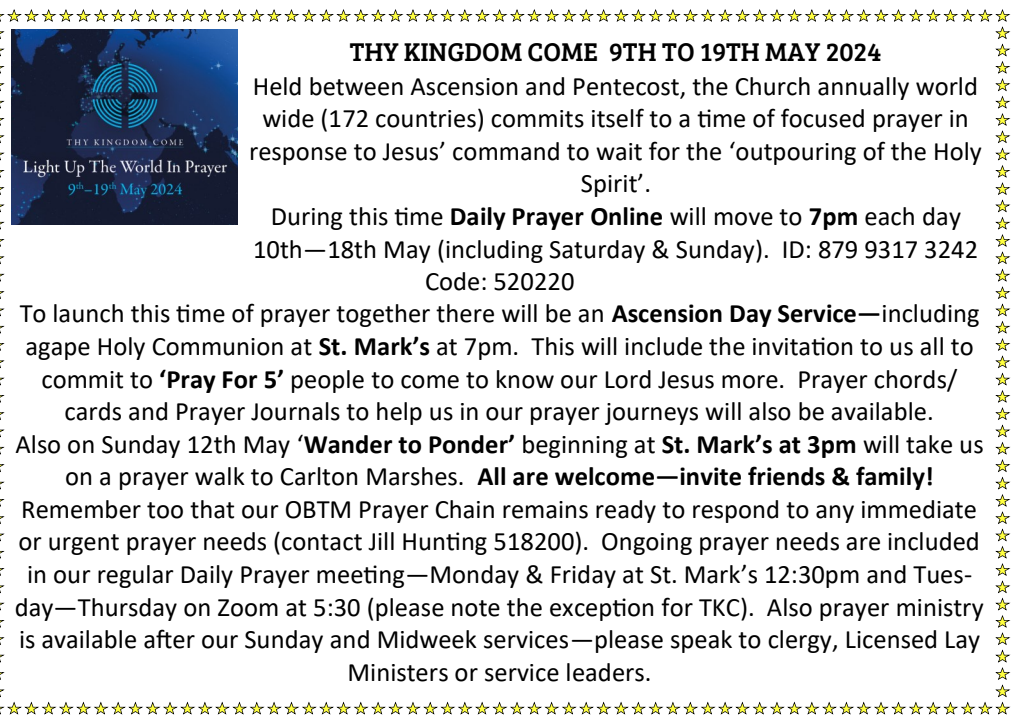 THY KINGDOM COME
Light Up The World In Prayer
9th–19th May 2024
THY KINGDOM COME  9TH TO 19TH MAY 2024
Held between Ascension and Pentecost, the Church annually world
wide (172 countries) commits itself to a time of focused prayer in
response to Jesus’ command to wait for the ‘outpouring of the Holy
Spirit’.
During this time Daily Prayer Online will move to 7pm each day
10th—18th May (including Saturday & Sunday).  ID: 879 9317 3242
Code: 520220
To launch this time of prayer together there will be an Ascension Day Service—including
agape Holy Communion at St. Mark’s at 7pm.  This will include the invitation to us all to
commit to ‘Pray For 5’ people to come to know our Lord Jesus more.  Prayer chords/
cards and Prayer Journals to help us in our prayer journeys will also be available.
Also on Sunday 12th May ‘Wander to Ponder’ beginning at St. Mark’s at 3pm will take us
on a prayer walk to Carlton Marshes.  All are welcome—invite friends & family!
Remember too that our OBTM Prayer Chain remains ready to respond to any immediate
or urgent prayer needs (contact Jill Hunting 518200).  Ongoing prayer needs are included
in our regular Daily Prayer meeting—Monday & Friday at St. Mark’s 12:30pm and Tues-
day—Thursday on Zoom at 5:30 (please note the exception for TKC).  Also prayer ministry
is available after our Sunday and Midweek services—please speak to clergy, Licensed Lay
Ministers or service leaders.